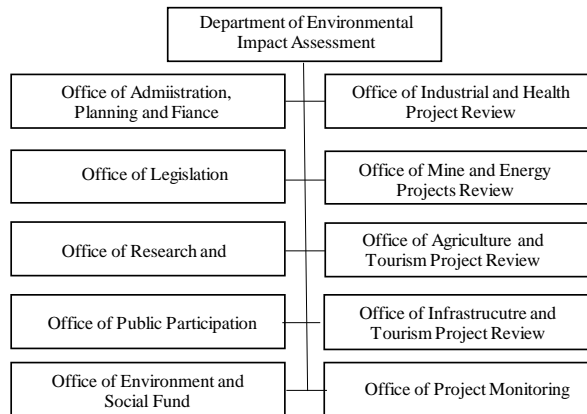 Department of Environmental
Impact Assessment
Office of Admiistration,
Planning and Fiance
Office of Industrial and Health
Project Review
Office of Legislation
Office of Mine and Energy
Projects Review
Office of Research and
Office of Agriculture and
Tourism Project Review
Office of Public Participation
Office of Infrastrucutre and
Tourism Project Review
Office of Environment and
Social Fund
Office of Project Monitoring